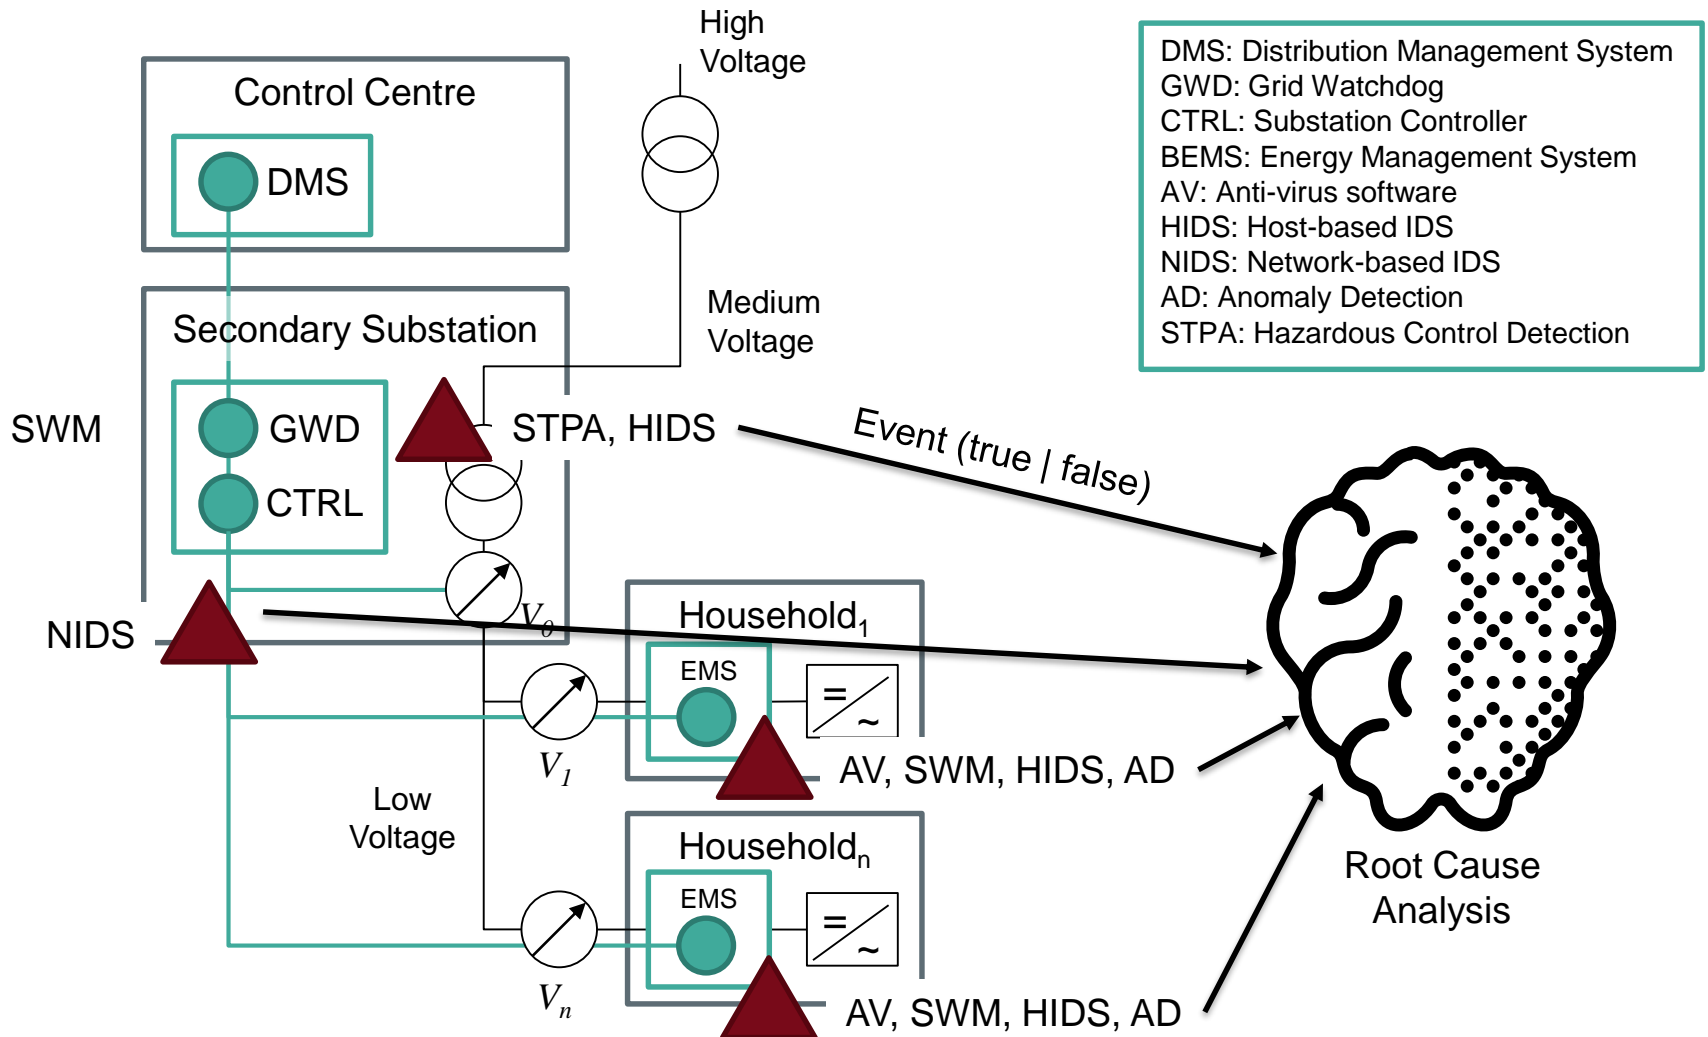 High
Voltage
Control Centre
DMS
DMS: Distribution Management System
GWD: Grid Watchdog
CTRL: Substation Controller
BEMS: Energy Management System
AV: Anti-virus software
HIDS: Host-based IDS
NIDS: Network-based IDS
AD: Anomaly Detection
STPA: Hazardous Control Detection
Medium
Voltage
Secondary Substation
SWM
GWD
CTRL
STPA, HIDS
Event (true | false)
NIDS
V0
Household1
EMS
=
~
V1
AV, SWM, HIDS, AD
Low
Voltage
Householdn
EMS
=
~
Vn
AV, SWM, HIDS, AD
Root Cause
Analysis